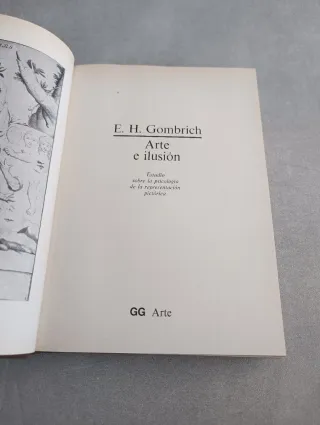 E. H. Gombrich
Arte
e ilusión
Estudio
sobre la psicología
de la representación
pictórica
GG Arte